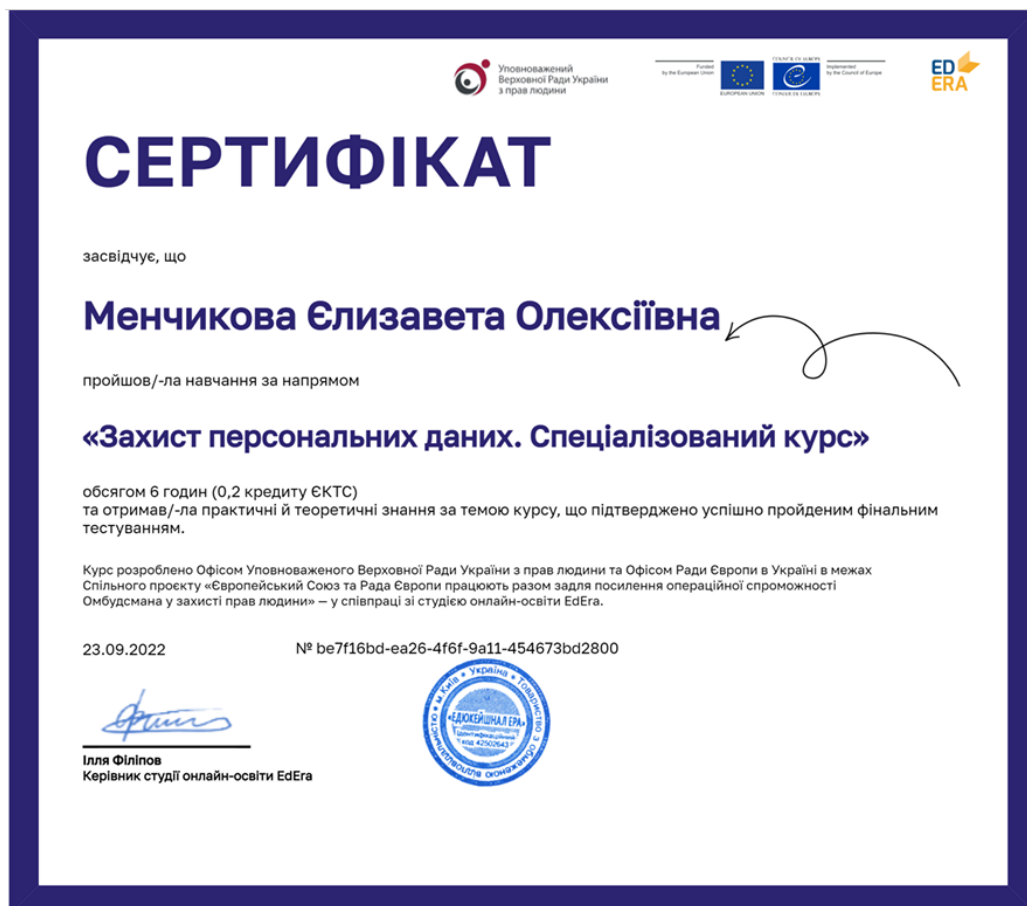 Уповноважений
Верховної Ради України
з прав людини
Funded
by the European Union
EUROPEAN UNION
COUNCIL OF EUROPE
CONSEIL DE L'EUROPE
Implemented
by the Council of Europe
ED
ERA
СЕРТИФІКАТ
засвідчує, що
Менчикова Єлизавета Олексіївна
пройшов/-ла навчання за напрямом
«Захист персональних даних. Спеціалізований курс»
обсягом 6 годин (0,2 кредиту ЄКТС)
та отримав/-ла практичні й теоретичні знання за темою курсу, що підтверджено успішно пройденим фінальним
тестуванням.
Курс розроблено Офісом Уповноваженого Верховної Ради України з прав людини та Офісом Ради Європи в Україні в межах
Спільного проєкту «Європейський Союз та Рада Європи працюють разом задля посилення операційної спроможності
Омбудсмана у захисті прав людини» — у співпраці зі студією онлайн-освіти EdEra.
23.09.2022
№ be7f16bd-ea26-4f6f-9a11-454673bd2800
Україна * Товариство з обмеженою відповідальністю * м.Київ *
«ЕДЮКЕЙШНАЛ ЕРА»
Ідентифікаційний
код 42502643
Ілля Філіпов
Керівник студії онлайн-освіти EdEra